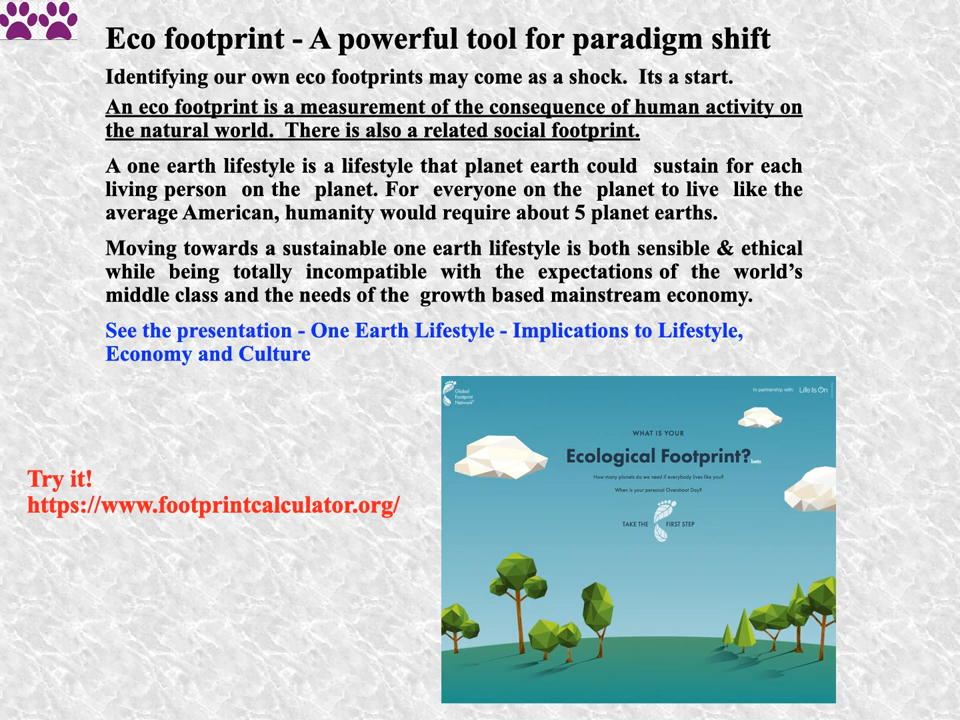 Eco footprint - A powerful tool for paradigm shift
Identifying our own eco footprints may come as a shock. Its a start.
An eco footprint is a measurement of the consequence of human activity on
the natural world. There is also a related social footprint.
A one earth lifestyle is a lifestyle that planet earth could sustain for each
living person on the planet. For everyone on the planet to live like the
average American, humanity would require about 5 planet earths.
Moving towards a sustainable one earth lifestyle is both sensible & ethical
while being totally incompatible with the expectations of the world's
middle class and the needs of the growth based mainstream economy.
See the presentation - One Earth Lifestyle - Implications to Lifestyle,
Economy and Culture
Global
Footprint
Network
In partnership with: Life Is On
WHAT IS YOUR
Ecological Footprint? beta
How many planets do we need if everybody lives like you?
When is your personal Overshoot Day?
TAKE THE FIRST STEP
Try it!
https://www.footprintcalculator.org/